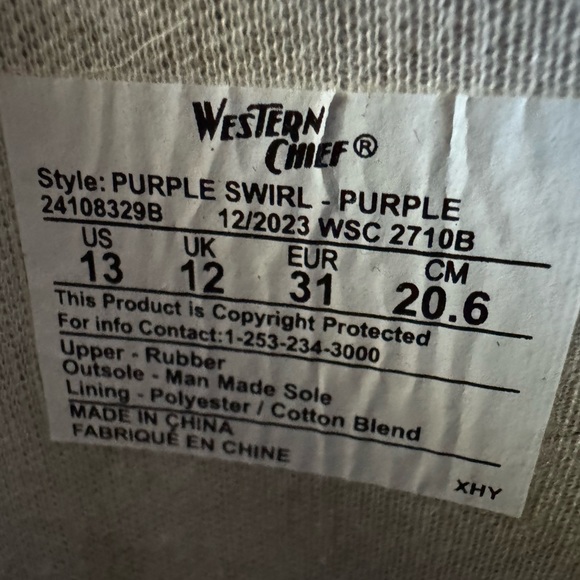 WESTERN
CHIEF®
Style: PURPLE SWIRL - PURPLE
24108329B 12/2023 WSC 2710B
US UK EUR CM
13 12 31 20.6
This Product is Copyright Protected
For info Contact:1-253-234-3000
Upper - Rubber
Outsole - Man Made Sole
Lining - Polyester / Cotton Blend
MADE IN CHINA
FABRIQUÉ EN CHINE
XHY